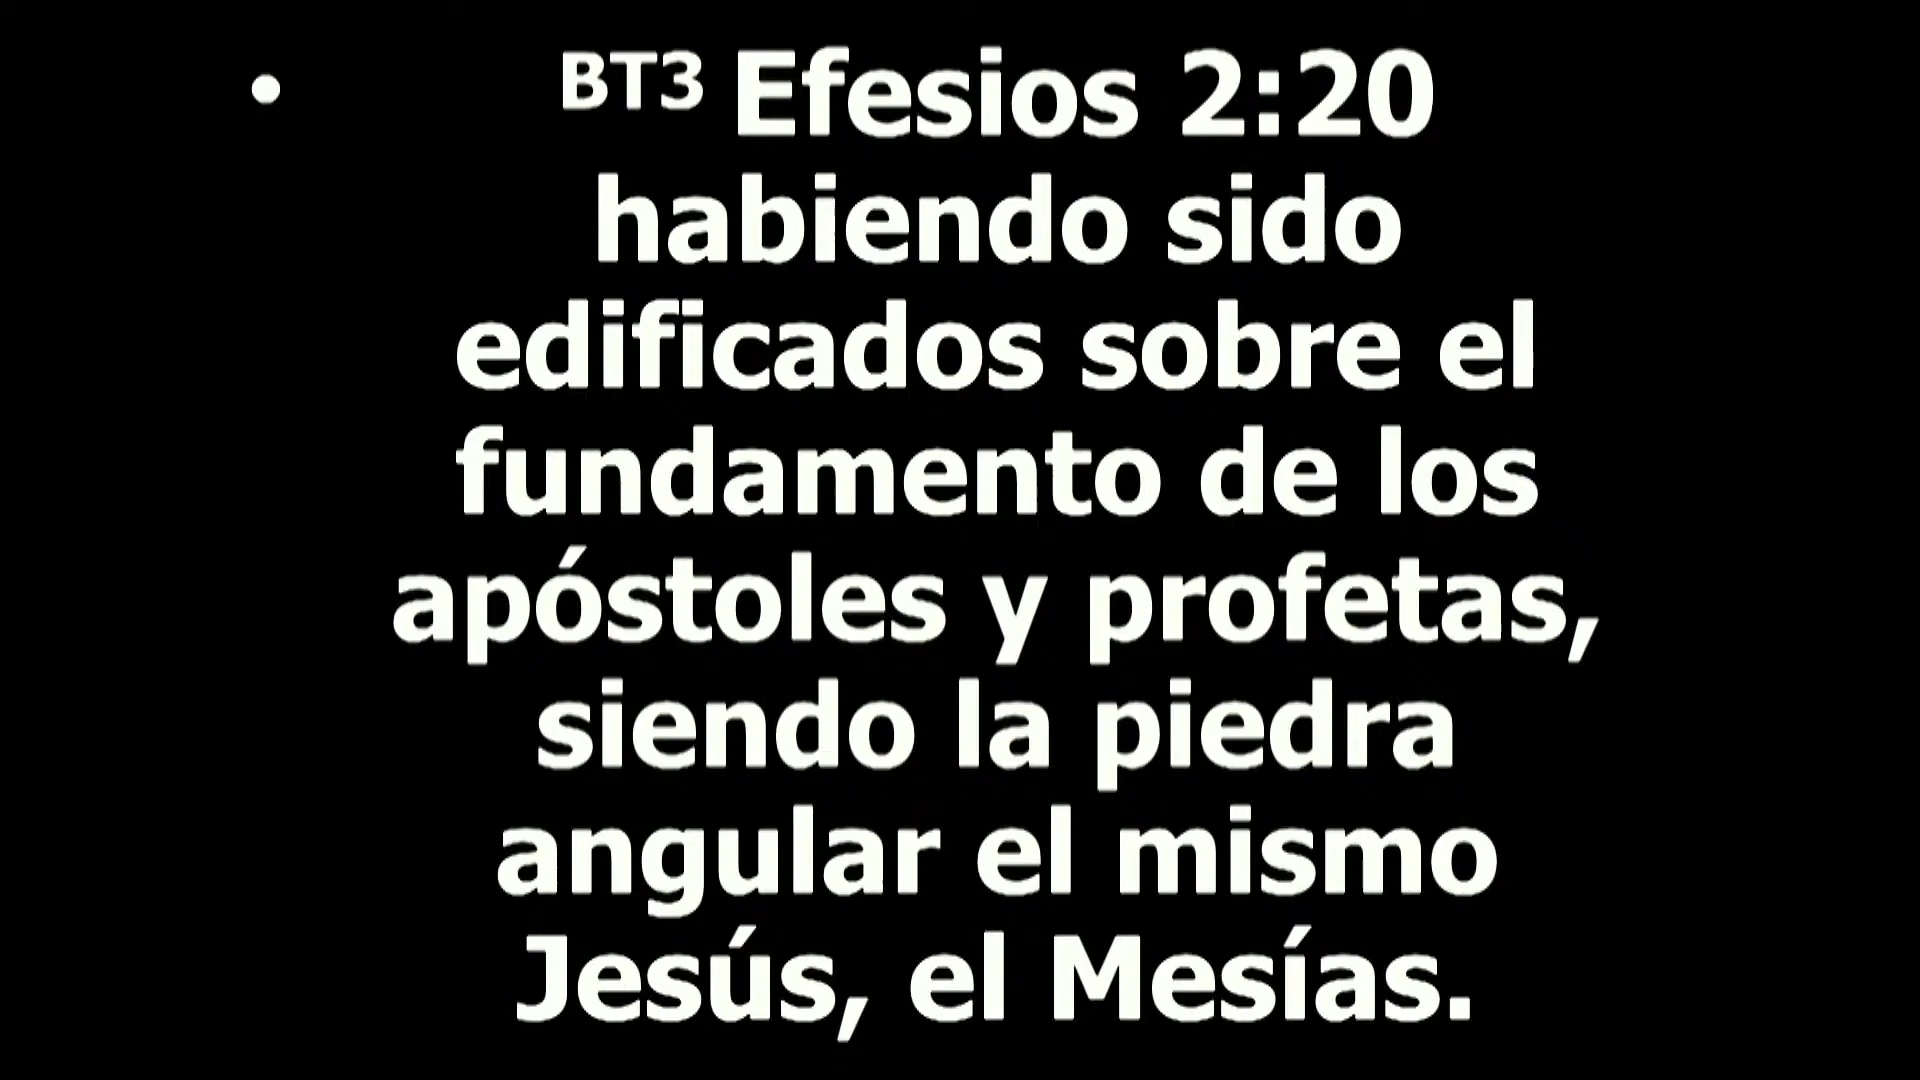 • BT3 Efesios 2:20
habiendo sido
edificados sobre el
fundamento de los
apóstoles y profetas,
siendo la piedra
angular el mismo
Jesús, el Mesías.